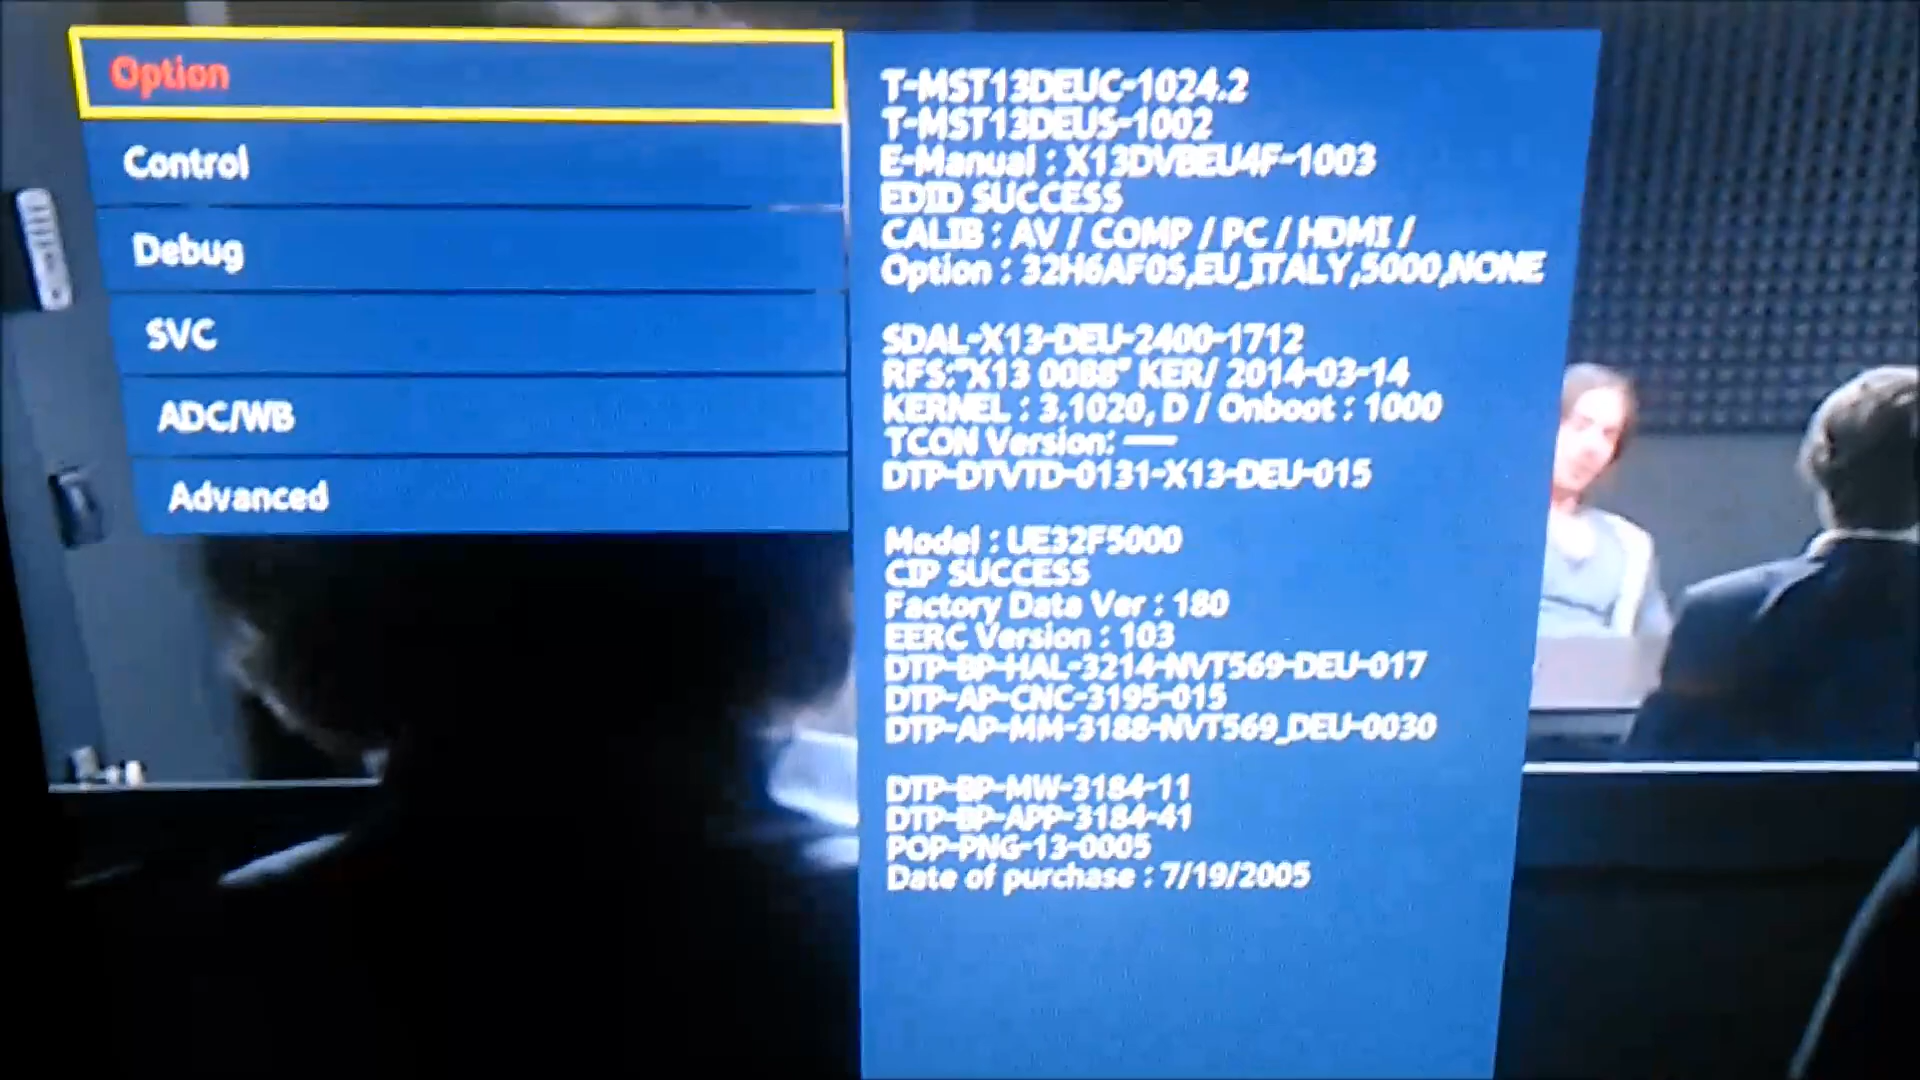 Option
Control
Debug
SVC
ADC/WB
Advanced
T-MST13DEUC-1024.2
T-MST13DEUS-1002
E-Manual : X13DVBEU4F-1003
EDID SUCCESS
CALIB : AV / COMP / PC / HDMI /
Option : 32H6AF0S,EU_ITALY,5000,NONE
SDAL-X13-DEU-2400-1712
RFS:"X13 0088" KER/ 2014-03-14
KERNEL : 3.1020, D / Onboot : 1000
TCON Version: ----
DTP-DTVTD-0131-X13-DEU-015
Model : UE32F5000
CIP SUCCESS
Factory Data Ver : 180
EERC Version : 103
DTP-BP-HAL-3214-NVT569-DEU-017
DTP-AP-CNC-3195-015
DTP-AP-MM-3188-NVT569_DEU-0030
DTP-BP-MW-3184-11
DTP-BP-APP-3184-41
POP-PNG-13-0005
Date of purchase : 7/19/2005